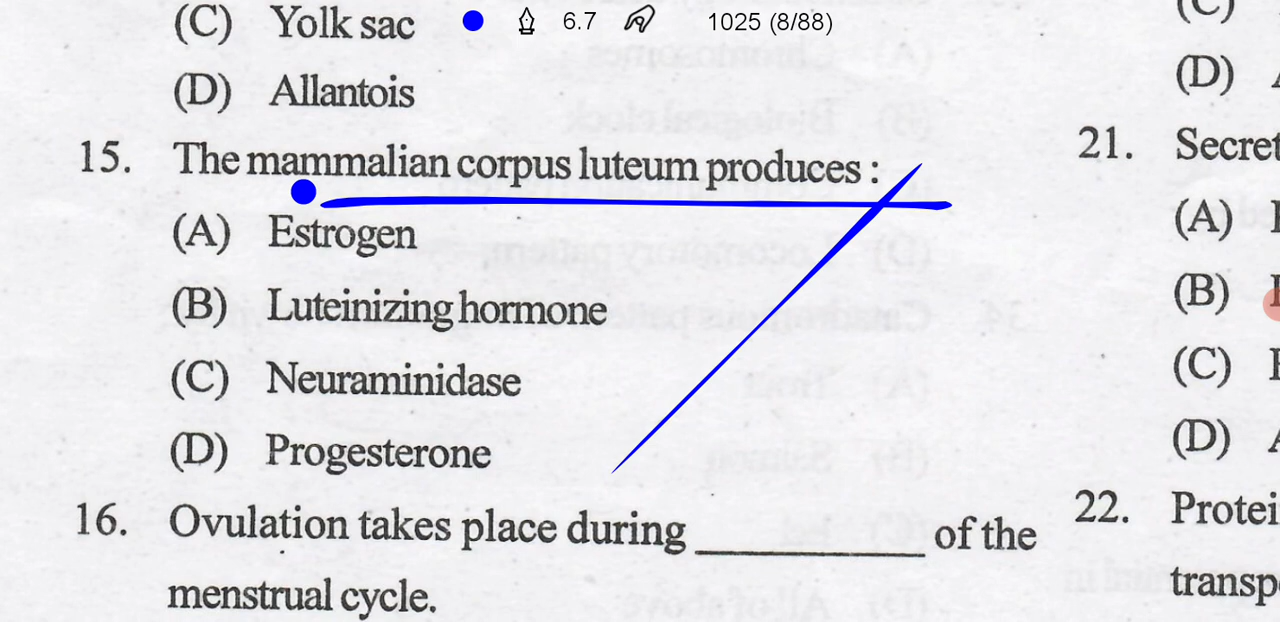 (C) Yolk sac
6.7
1025 (8/88)
(D) Allantois
15. The mammalian corpus luteum produces :
(A) Estrogen
(B) Luteinizing hormone
(C) Neuraminidase
(D) Progesterone
16. Ovulation takes place during ____________ of the
menstrual cycle.
(C)
(D)
21. Secret
(A)
(B)
(C)
(D)
22. Protei
transp